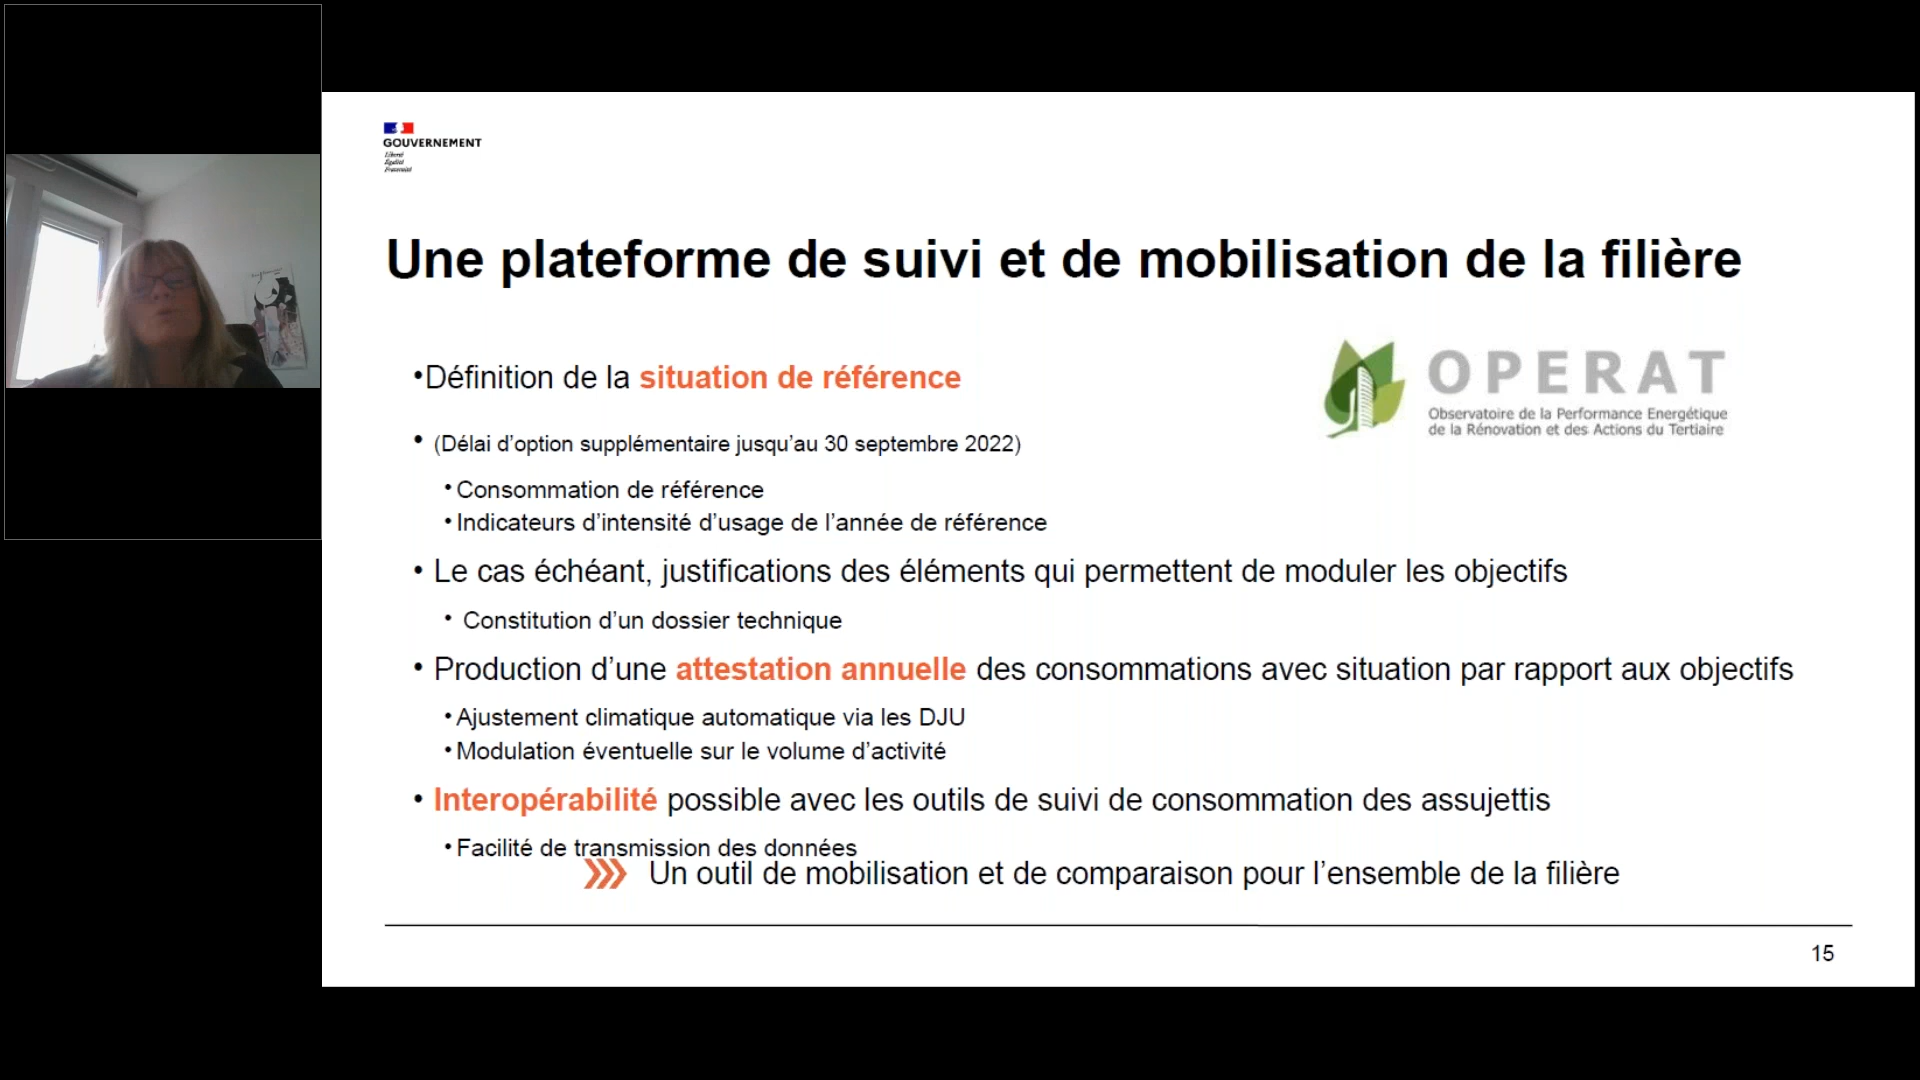 GOUVERNEMENT
Liberté
Égalité
Fraternité
Une plateforme de suivi et de mobilisation de la filière
OPERAT
Observatoire de la Performance Energétique
de la Rénovation et des Actions du Tertiaire
•Définition de la situation de référence
• (Délai d’option supplémentaire jusqu’au 30 septembre 2022)
•Consommation de référence
•Indicateurs d’intensité d’usage de l’année de référence
• Le cas échéant, justifications des éléments qui permettent de moduler les objectifs
• Constitution d’un dossier technique
• Production d’une attestation annuelle des consommations avec situation par rapport aux objectifs
•Ajustement climatique automatique via les DJU
•Modulation éventuelle sur le volume d’activité
• Interopérabilité possible avec les outils de suivi de consommation des assujettis
•Facilité de transmission des données
Un outil de mobilisation et de comparaison pour l’ensemble de la filière
15